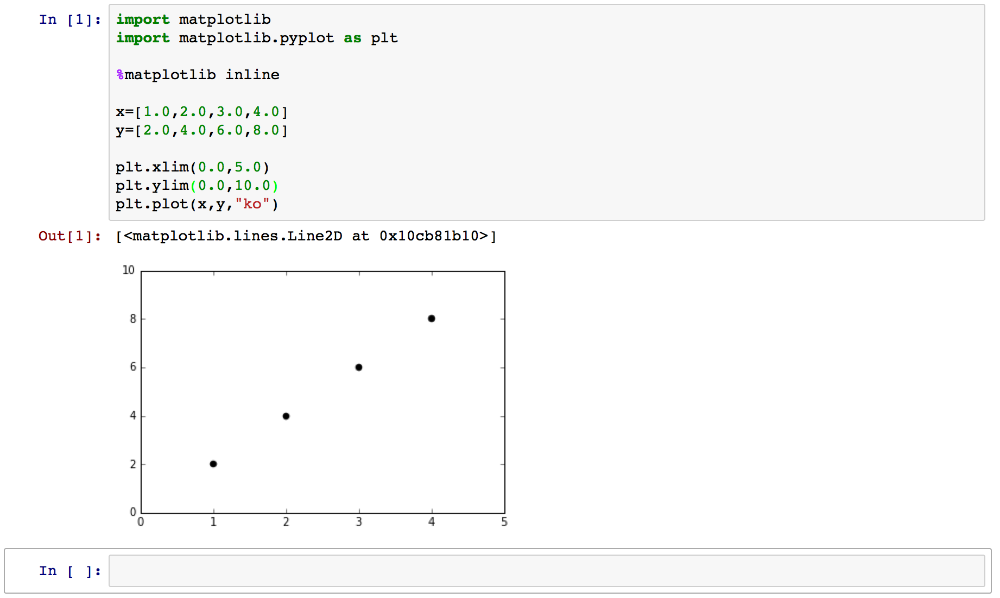 In [1]: import matplotlib
import matplotlib.pyplot as plt
%matplotlib inline
x=[1.0,2.0,3.0,4.0]
y=[2.0,4.0,6.0,8.0]
plt.xlim(0.0,5.0)
plt.ylim(0.0,10.0)
plt.plot(x,y,"ko")
Out[1]: [<matplotlib.lines.Line2D at 0x10cb81b10>]
10
8
6
4
2
0
0 1 2 3 4 5
In [ ]: